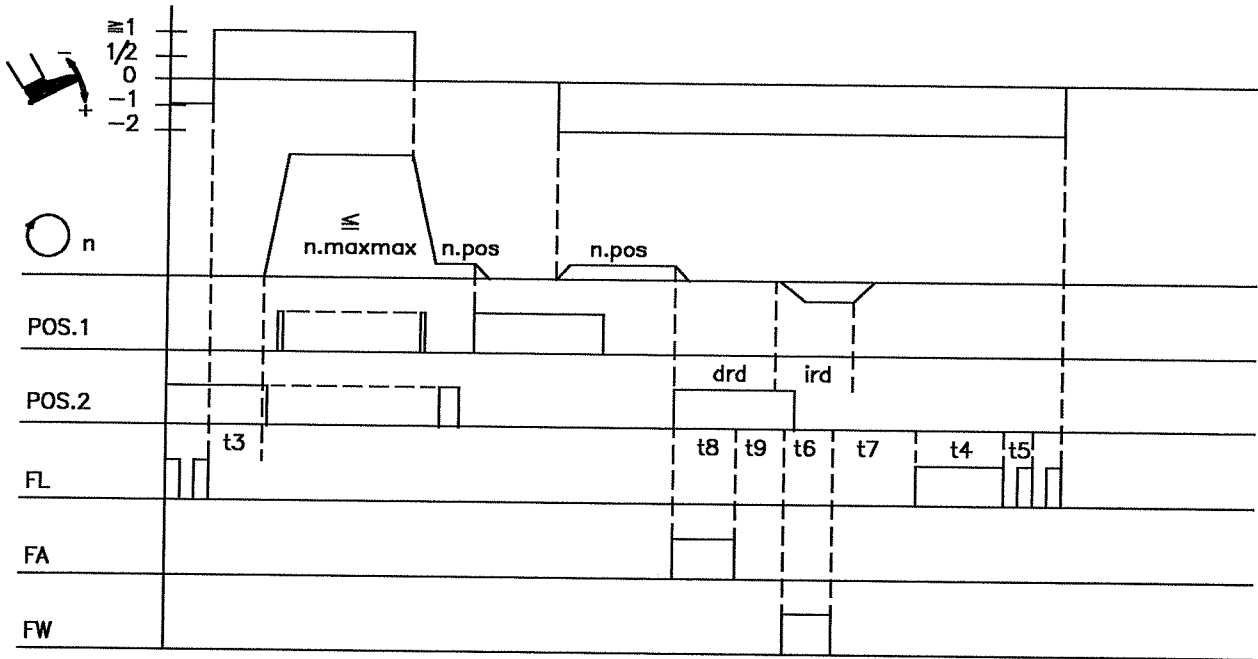 ≧1
1/2
0
−1
−2
−
+
n
≦
n.maxmax
n.pos
n.pos
POS.1
drd
ird
POS.2
t3
t8
t9
t6
t7
t4
t5
FL
FA
FW